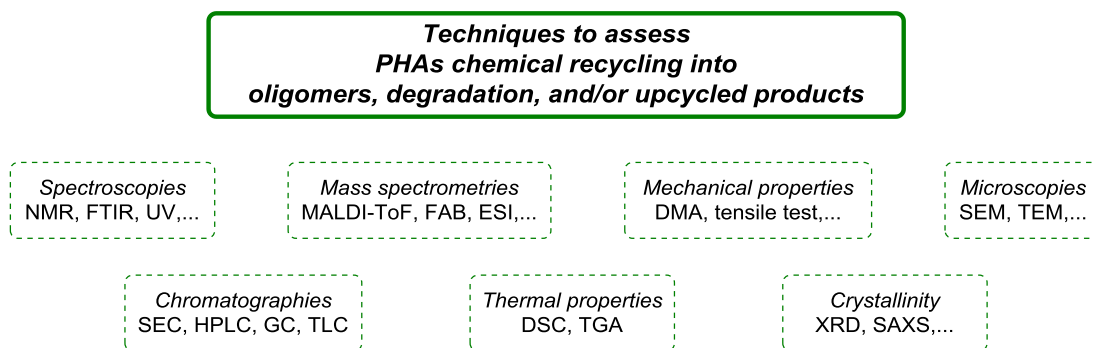 Techniques to assess
PHAs chemical recycling into
oligomers, degradation, and/or upcycled products
Spectroscopies
NMR, FTIR, UV,...
Mass spectrometries
MALDI-ToF, FAB, ESI,...
Mechanical properties
DMA, tensile test,...
Microscopies
SEM, TEM,...
Chromatographies
SEC, HPLC, GC, TLC
Thermal properties
DSC, TGA
Crystallinity
XRD, SAXS,...